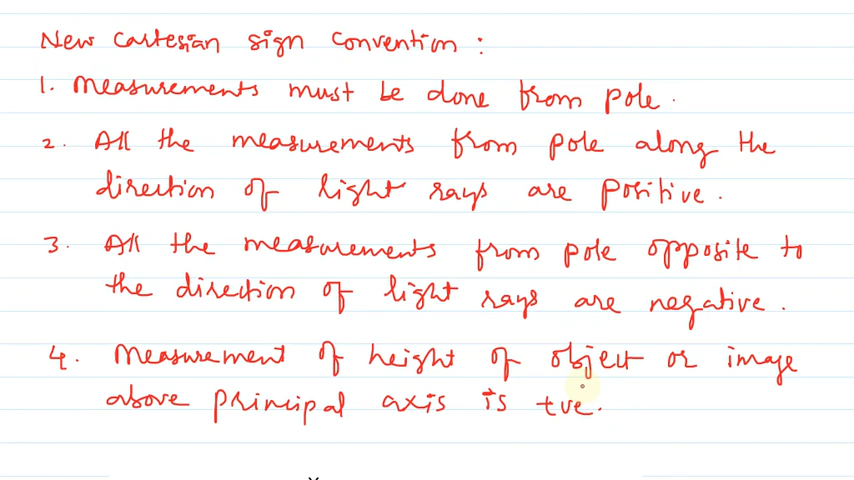 New Cartesian sign convention :
1. Measurements must be done from pole.
2. All the measurements from pole along the
direction of light rays are positive.
3. All the measurements from pole opposite to
the direction of light rays are negative.
4. Measurement of height of object or image
above principal axis is +ve.